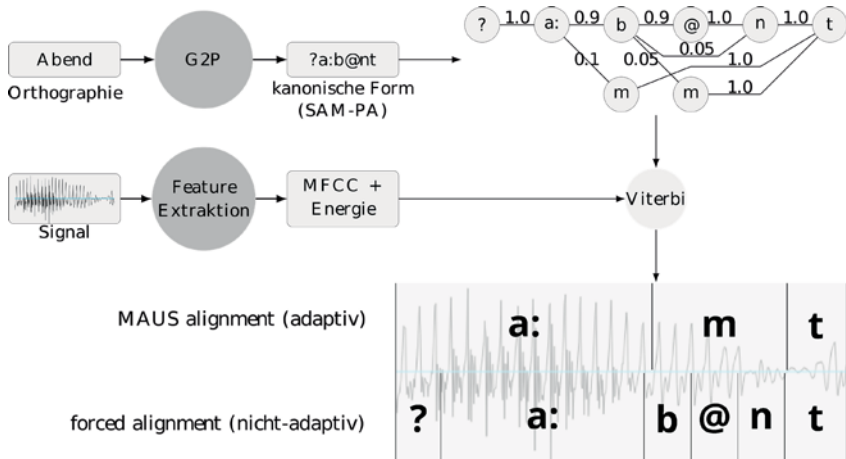 ? 1.0 a: 0.9 b 0.9 @ 1.0 n 1.0 t
0.1 0.05 0.05 1.0
m m 1.0
Abend
Orthographie
G2P
?a:b@nt
kanonische Form
(SAM-PA)
Signal
Feature
Extraktion
MFCC +
Energie
Viterbi
MAUS alignment (adaptiv)
a: m t
forced alignment (nicht-adaptiv)
? a: b @ n t